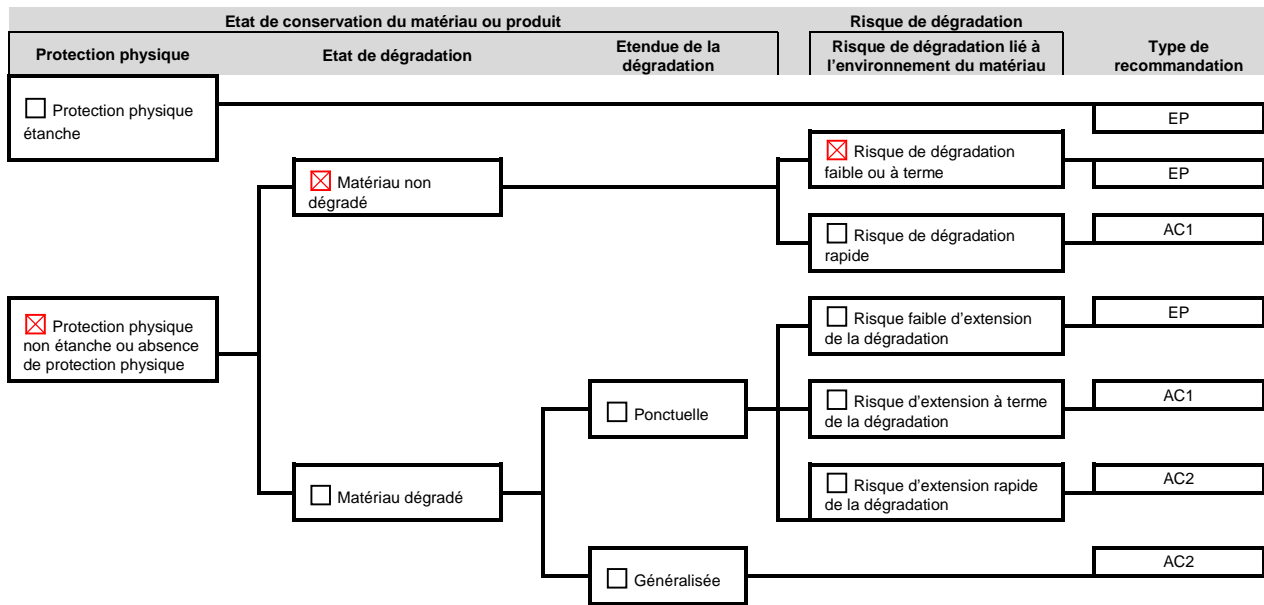 Etat de conservation du matériau ou produit
Risque de dégradation
Protection physique
Etat de dégradation
Etendue de la
dégradation
Risque de dégradation lié à
l'environnement du matériau
Type de
recommandation
Protection physique
étanche
EP
Matériau non
dégradé
Risque de dégradation
faible ou à terme
EP
Risque de dégradation
rapide
AC1
Protection physique
non étanche ou absence
de protection physique
Risque faible d'extension
de la dégradation
EP
Ponctuelle
Risque d'extension à terme
de la dégradation
AC1
Matériau dégradé
Risque d'extension rapide
de la dégradation
AC2
Généralisée
AC2